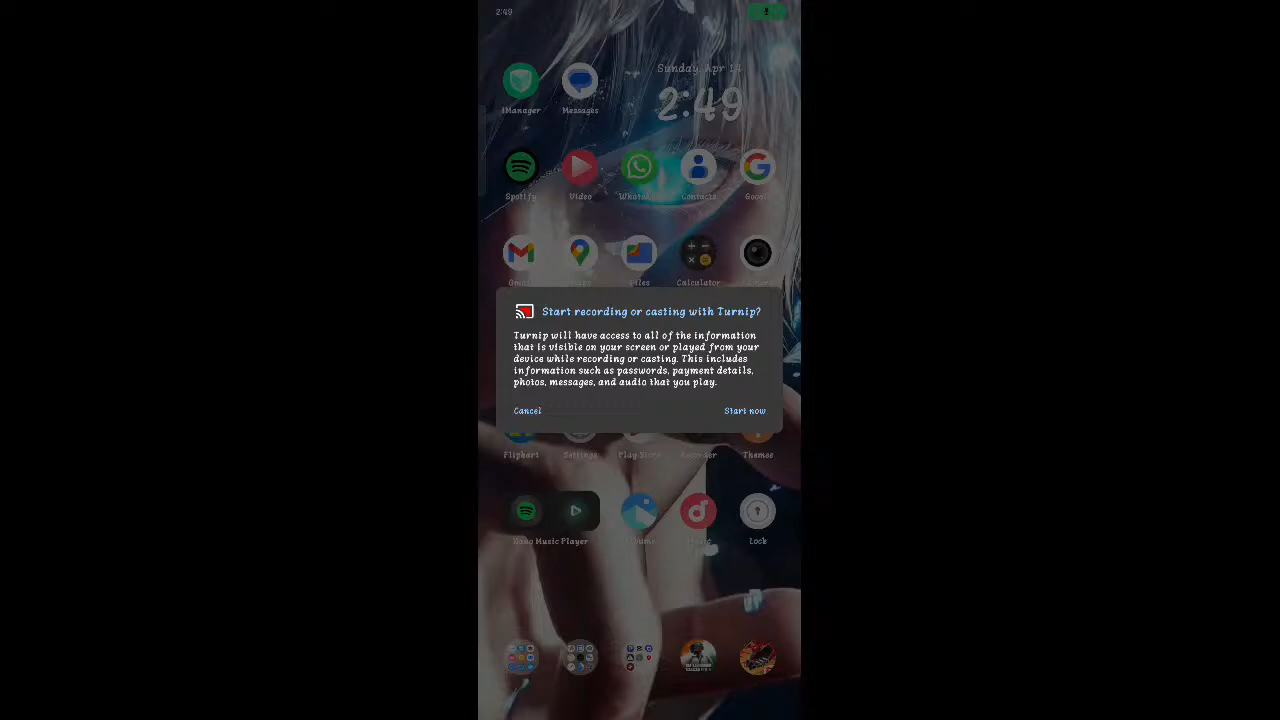 2:49
Sunday, Apr 14
2:49
IManager
Messages
Spotify
Video
Contacts
Gmail
Files
Calculator
Start recording or casting with Turnip?
Turnip will have access to all of the information
that is visible on your screen or played from your
device while recording or casting. This includes
information such as passwords, payment details,
photos, messages, and audio that you play.
Cancel
Start now
Flipkart
Settings
Play Store
Recorder
Themes
Nano Music Player
Albums
Music
Lock